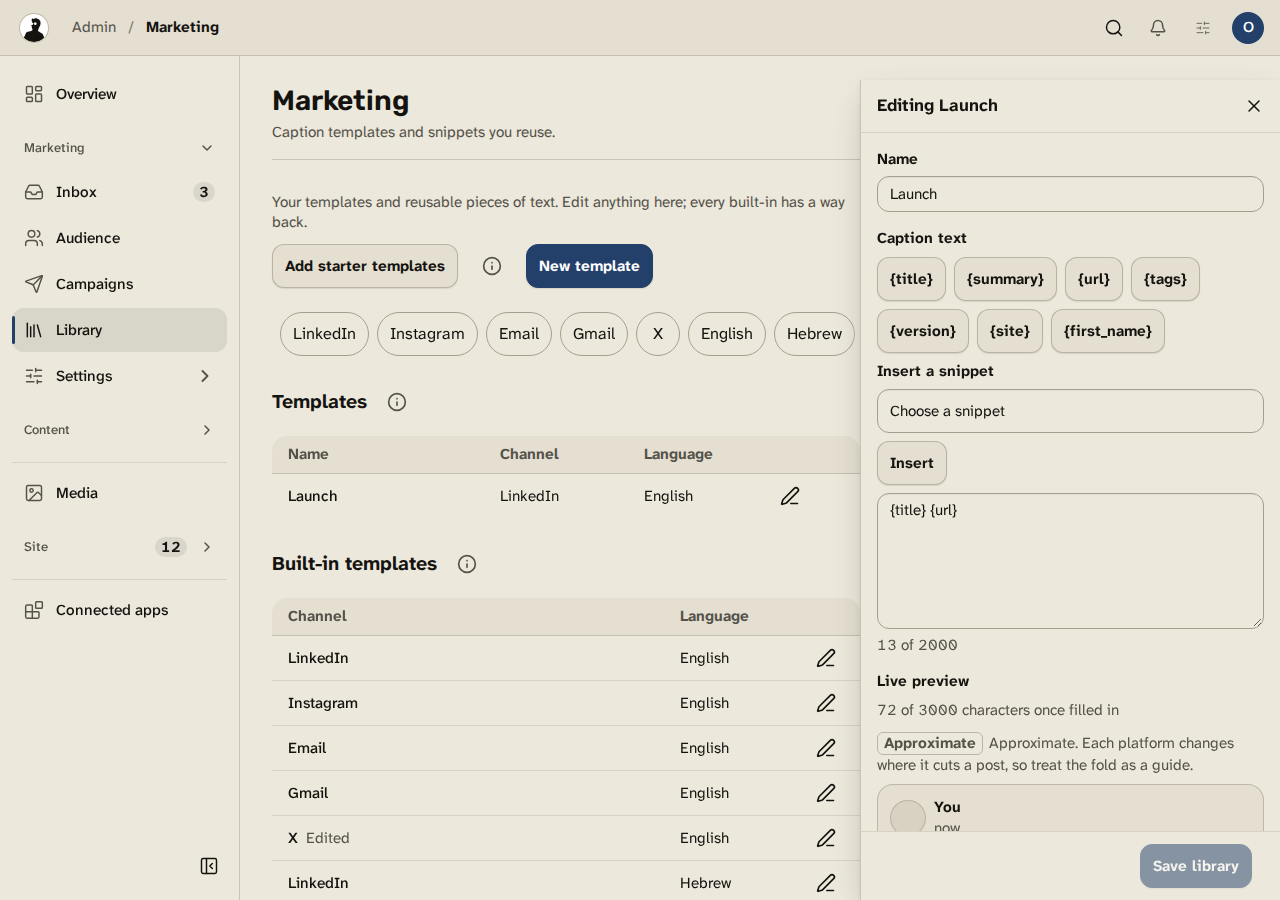 Admin / Marketing
O
Overview
Marketing
Inbox 3
Audience
Campaigns
Library
Settings
Content
Media
Site 12
Connected apps
Marketing
Caption templates and snippets you reuse.
Your templates and reusable pieces of text. Edit anything here; every built-in has a way
back.
Add starter templates
New template
LinkedIn Instagram Email Gmail X English Hebrew
Templates
Name Channel Language
Launch LinkedIn English
Built-in templates
Channel Language
LinkedIn English
Instagram English
Email English
Gmail English
X Edited English
LinkedIn Hebrew
Editing Launch
Name
Launch
Caption text
{title} {summary} {url} {tags}
{version} {site} {first_name}
Insert a snippet
Choose a snippet
Insert
{title} {url}
13 of 2000
Live preview
72 of 3000 characters once filled in
Approximate Approximate. Each platform changes
where it cuts a post, so treat the fold as a guide.
You
now
Save library